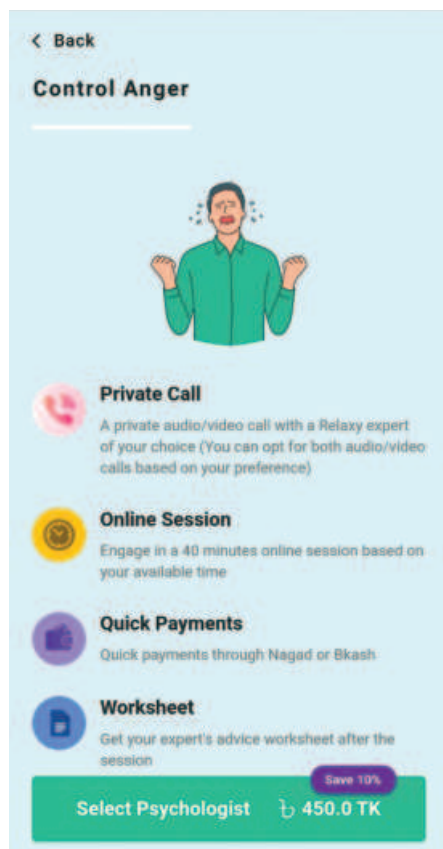 Back
Control Anger
Private Call
A private audio/video call with a Relaxy expert
of your choice (You can opt for both audio/video
calls based on your preference)
Online Session
Engage in a 40 minutes online session based on
your available time
Quick Payments
Quick payments through Nagad or Bkash
Worksheet
Get your expert's advice worksheet after the
session
Save 10%
Select Psychologist ৳ 450.0 TK